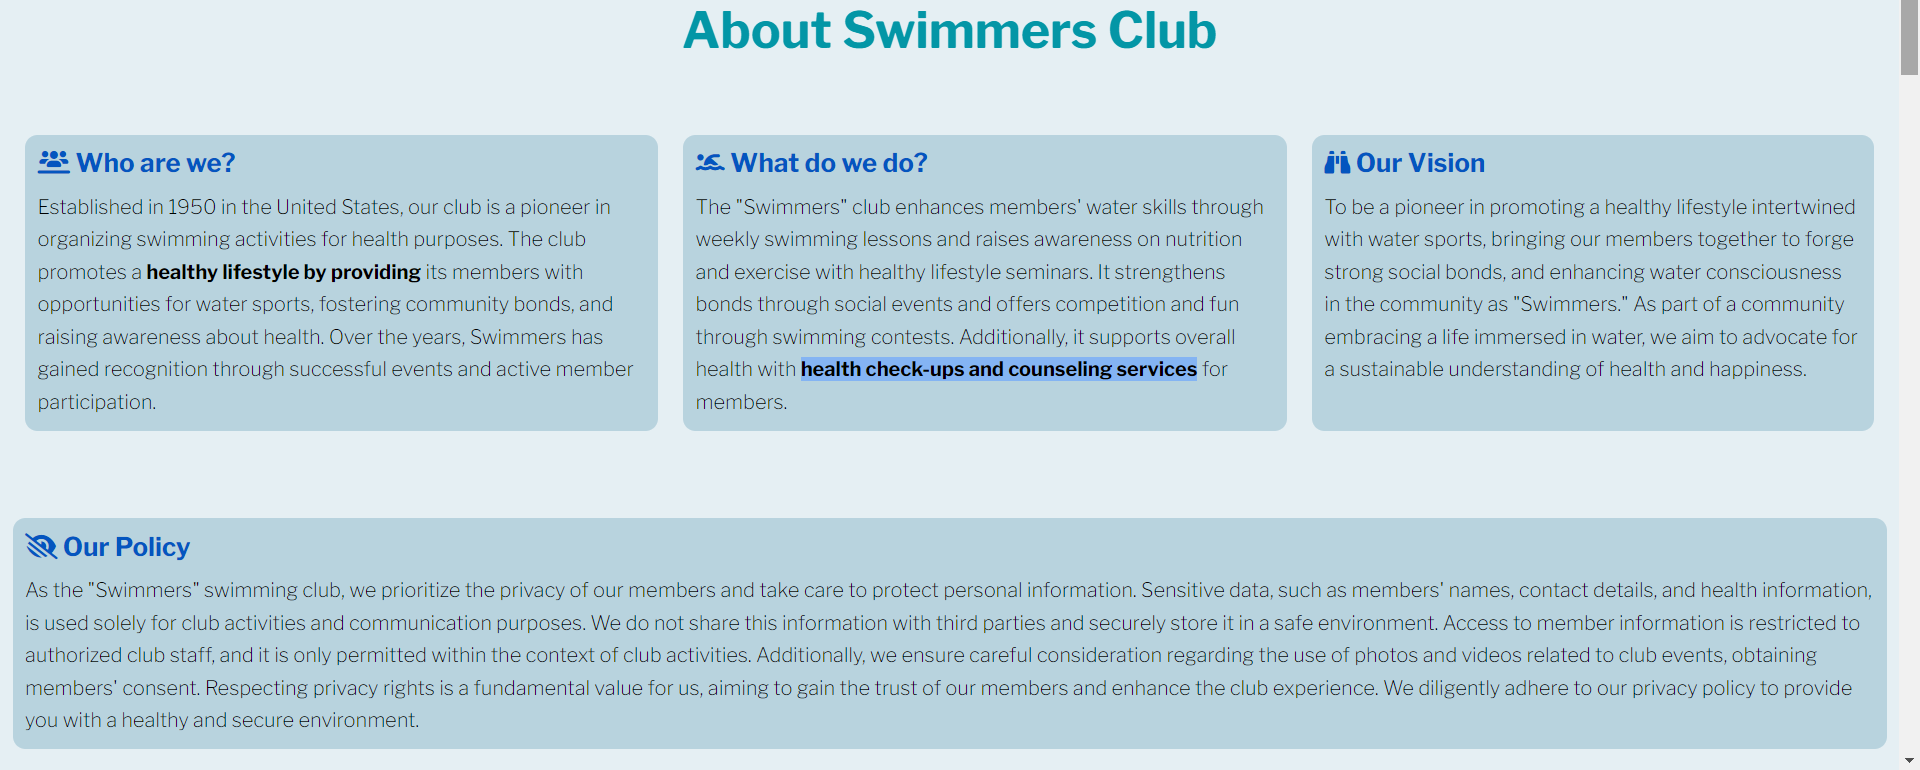 About Swimmers Club
Who are we?
Established in 1950 in the United States, our club is a pioneer in
organizing swimming activities for health purposes. The club
promotes a healthy lifestyle by providing its members with
opportunities for water sports, fostering community bonds, and
raising awareness about health. Over the years, Swimmers has
gained recognition through successful events and active member
participation.
What do we do?
The "Swimmers" club enhances members' water skills through
weekly swimming lessons and raises awareness on nutrition
and exercise with healthy lifestyle seminars. It strengthens
bonds through social events and offers competition and fun
through swimming contests. Additionally, it supports overall
health with health check-ups and counseling services for
members.
Our Vision
To be a pioneer in promoting a healthy lifestyle intertwined
with water sports, bringing our members together to forge
strong social bonds, and enhancing water consciousness
in the community as "Swimmers." As part of a community
embracing a life immersed in water, we aim to advocate for
a sustainable understanding of health and happiness.
Our Policy
As the "Swimmers" swimming club, we prioritize the privacy of our members and take care to protect personal information. Sensitive data, such as members' names, contact details, and health information,
is used solely for club activities and communication purposes. We do not share this information with third parties and securely store it in a safe environment. Access to member information is restricted to
authorized club staff, and it is only permitted within the context of club activities. Additionally, we ensure careful consideration regarding the use of photos and videos related to club events, obtaining
members' consent. Respecting privacy rights is a fundamental value for us, aiming to gain the trust of our members and enhance the club experience. We diligently adhere to our privacy policy to provide
you with a healthy and secure environment.